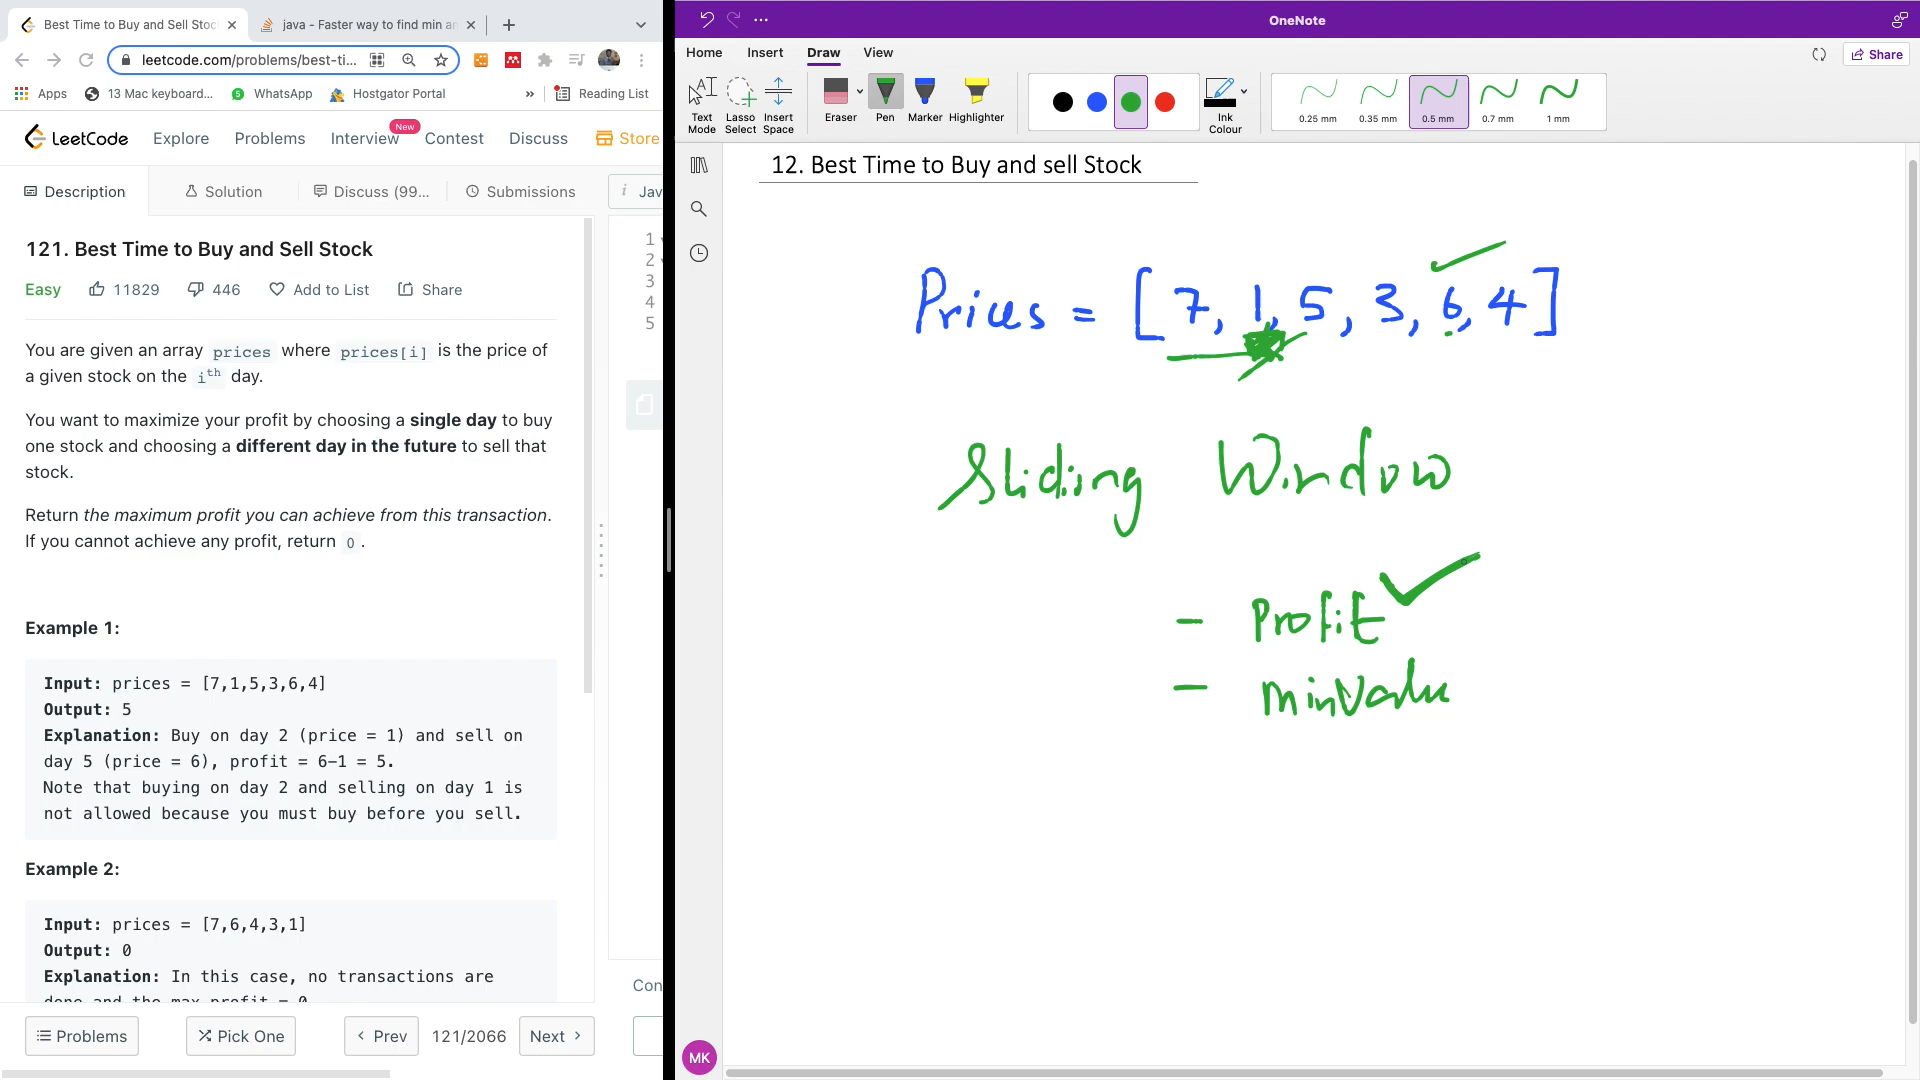 Best Time to Buy and Sell Stoc
java - Faster way to find min an
leetcode.com/problems/best-ti...
Apps
13 Mac keyboard...
WhatsApp
Hostgator Portal
»
Reading List
LeetCode
Explore
Problems
Interview
New
Contest
Discuss
Store
Description
Solution
Discuss (99...
Submissions
i Jav
121. Best Time to Buy and Sell Stock
Easy
11829
446
Add to List
Share
You are given an array prices where prices[i] is the price of
a given stock on the ith day.
You want to maximize your profit by choosing a single day to buy
one stock and choosing a different day in the future to sell that
stock.
Return the maximum profit you can achieve from this transaction.
If you cannot achieve any profit, return 0.
Example 1:
Input: prices = [7,1,5,3,6,4]
Output: 5
Explanation: Buy on day 2 (price = 1) and sell on
day 5 (price = 6), profit = 6-1 = 5.
Note that buying on day 2 and selling on day 1 is
not allowed because you must buy before you sell.
Example 2:
Input: prices = [7,6,4,3,1]
Output: 0
Explanation: In this case, no transactions are
done and the max profit = 0
1
2
3
4
5
Con
Problems
Pick One
Prev
121/2066
Next
OneNote
Home
Insert
Draw
View
Share
Text Mode
Lasso Select
Insert Space
Eraser
Pen
Marker
Highlighter
Ink Colour
0.25 mm
0.35 mm
0.5 mm
0.7 mm
1 mm
12. Best Time to Buy and sell Stock
Prices = [7, 1, 5, 3, 6, 4]
Sliding Window
- Profit
- minValue
MK